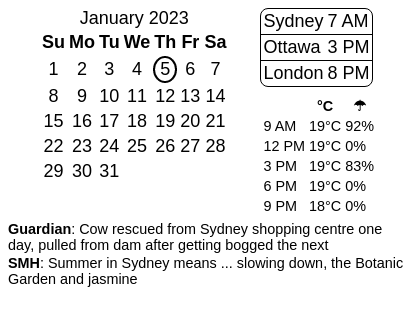 January 2023
Su Mo Tu We Th Fr Sa
1 2 3 4 5 6 7
8 9 10 11 12 13 14
15 16 17 18 19 20 21
22 23 24 25 26 27 28
29 30 31
Sydney 7 AM
Ottawa 3 PM
London 8 PM
°C ☂
9 AM 19°C 92%
12 PM 19°C 0%
3 PM 19°C 83%
6 PM 19°C 0%
9 PM 18°C 0%
Guardian: Cow rescued from Sydney shopping centre one
day, pulled from dam after getting bogged the next
SMH: Summer in Sydney means ... slowing down, the Botanic
Garden and jasmine